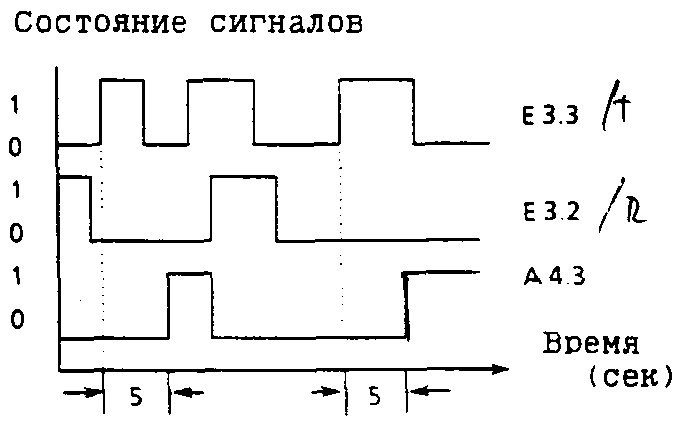 Состояние сигналов
1
0
E 3.3 /T
1
0
E 3.2 /R
1
0
A 4.3
Время
(сек)
5
5